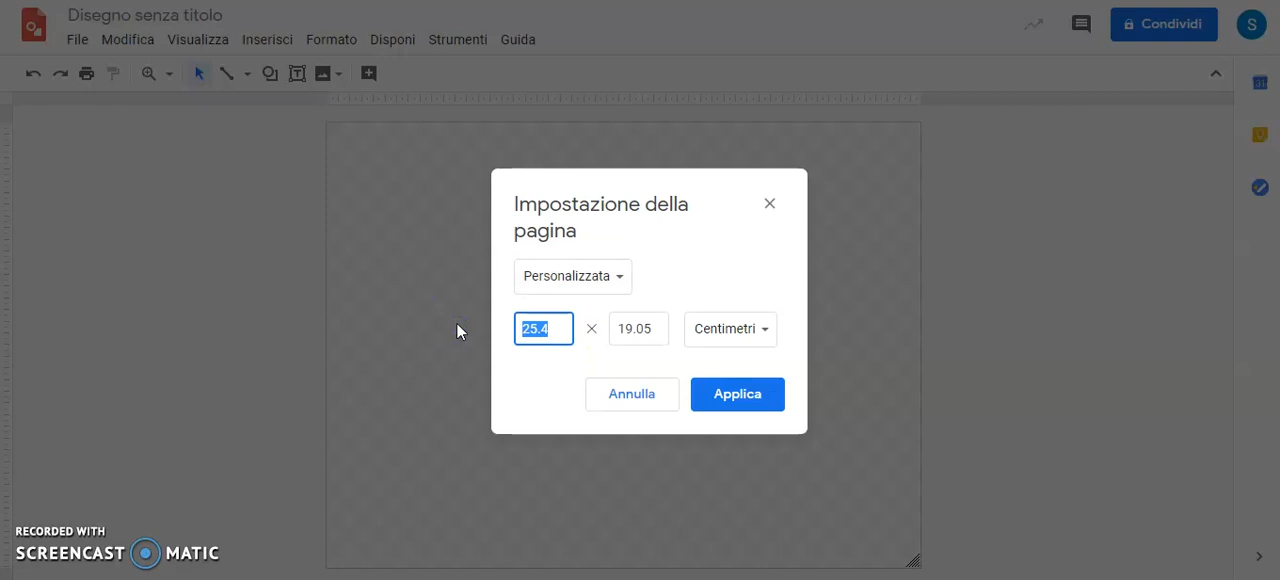 Disegno senza titolo
File Modifica Visualizza Inserisci Formato Disponi Strumenti Guida
Condividi
S
Impostazione della
pagina
Personalizzata
25.4 × 19.05 Centimetri
Annulla Applica
RECORDED WITH
SCREENCAST MATIC